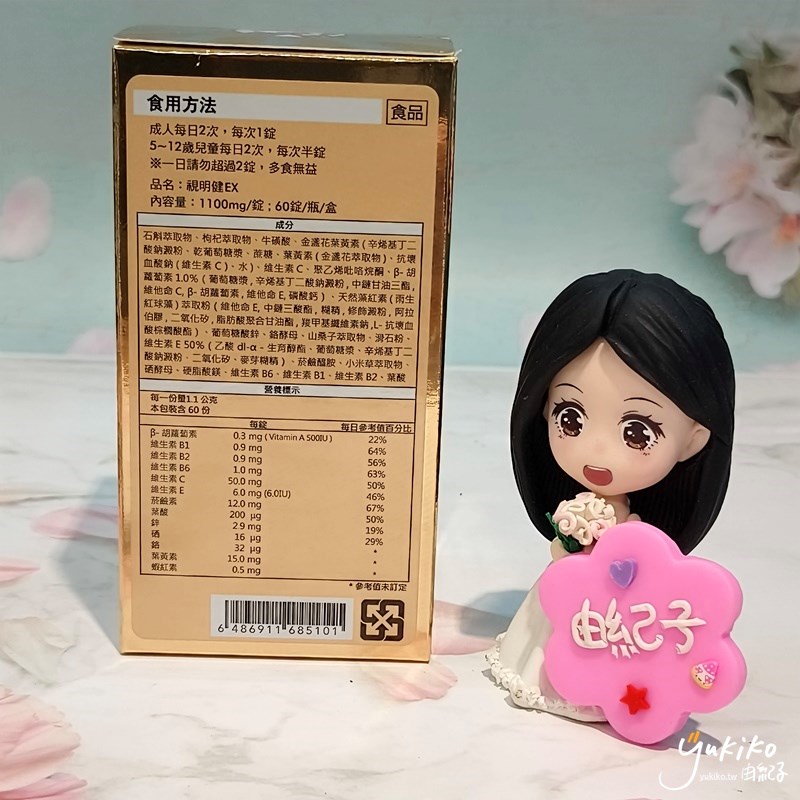 食用方法
食品
成人每日2次，每次1錠
5~12歲兒童每日2次，每次半錠
※一日請勿超過2錠，多食無益
品名：視明健EX
內容量：1100mg/錠；60錠/瓶/盒
成分
石斛萃取物、枸杞萃取物、牛磺酸、金盞花葉黃素(辛烯基丁二
酸鈉澱粉、乾葡萄糖漿、蔗糖、葉黃素(金盞花萃取物)、抗壞
血酸鈉(維生素C)、水)、維生素C、聚乙烯吡咯烷酮、β-胡
蘿蔔素1.0%(葡萄糖漿,辛烯基丁二酸鈉澱粉,中鏈甘油三酯,
維他命C,β-胡蘿蔔素,維他命E,磷酸鈣)、天然藻紅素(雨生
紅球藻)萃取粉(維他命E,中鏈三酸酯,糊精,修飾澱粉,阿拉
伯膠,二氧化矽,脂肪酸聚合甘油酯,羧甲基纖維素鈉,L-抗壞血
酸棕櫚酸酯)、葡萄糖酸鋅、鉻酵母、山桑子萃取物、滑石粉、
維生素E 50%(乙酸dl-α-生育醇酯、葡萄糖漿、辛烯基丁二
酸鈉澱粉、二氧化矽、麥芽糊精)、菸鹼醯胺、小米草萃取物、
硒酵母、硬脂酸鎂、維生素B6、維生素B1、維生素B2、葉酸
營養標示
每一份量1.1公克
本包裝含60份
每錠 每日參考值百分比
β-胡蘿蔔素 0.3 mg (Vitamin A 500IU) 22%
維生素B1 0.9 mg 64%
維生素B2 0.9 mg 56%
維生素B6 1.0 mg 63%
維生素C 50.0 mg 50%
維生素E 6.0 mg (6.0IU) 46%
菸鹼素 12.0 mg 67%
葉酸 200 μg 50%
鋅 2.9 mg 19%
硒 16 μg 29%
鉻 32 μg *
葉黃素 15.0 mg *
蝦紅素 0.5 mg *
*參考值未訂定
6 486911 685101
由紀子
yukiko
yukiko.tw 由紀子